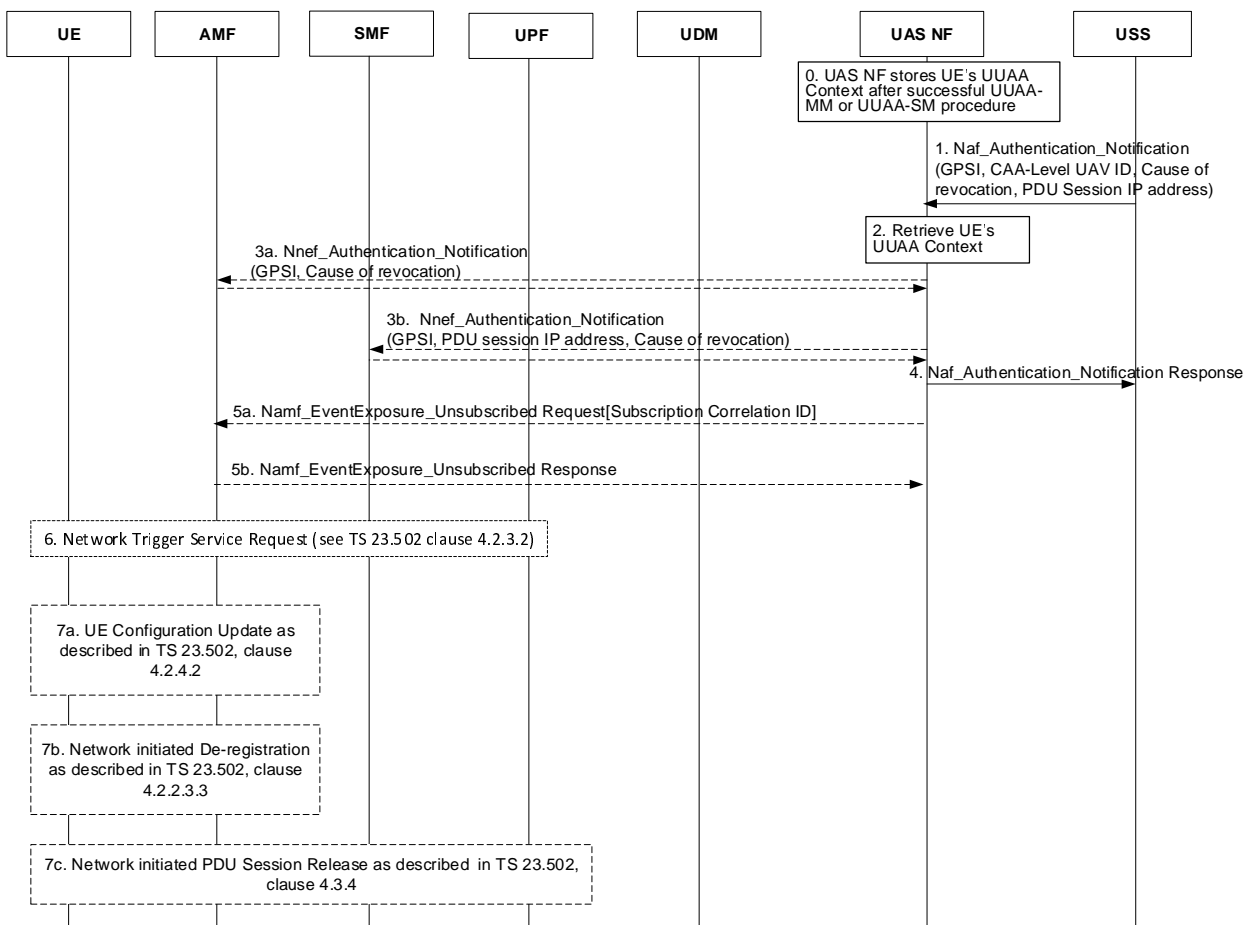 UE
AMF
SMF
UPF
UDM
UAS NF
USS
0. UAS NF stores UE's UUAA
Context after successful UUAA-
MM or UUAA-SM procedure
1. Naf_Authentication_Notification
(GPSI, CAA-Level UAV ID, Cause of
revocation, PDU Session IP address)
2. Retrieve UE's
UUAA Context
3a. Nnef_Authentication_Notification
(GPSI, Cause of revocation)
3b. Nnef_Authentication_Notification
(GPSI, PDU session IP address, Cause of revocation)
4. Naf_Authentication_Notification Response
5a. Namf_EventExposure_Unsubscribed Request[Subscription Correlation ID]
5b. Namf_EventExposure_Unsubscribed Response
6. Network Trigger Service Request (see TS 23.502 clause 4.2.3.2)
7a. UE Configuration Update as
described in TS 23.502, clause
4.2.4.2
7b. Network initiated De-registration
as described in TS 23.502, clause
4.2.2.3.3
7c. Network initiated PDU Session Release as described in TS 23.502,
clause 4.3.4